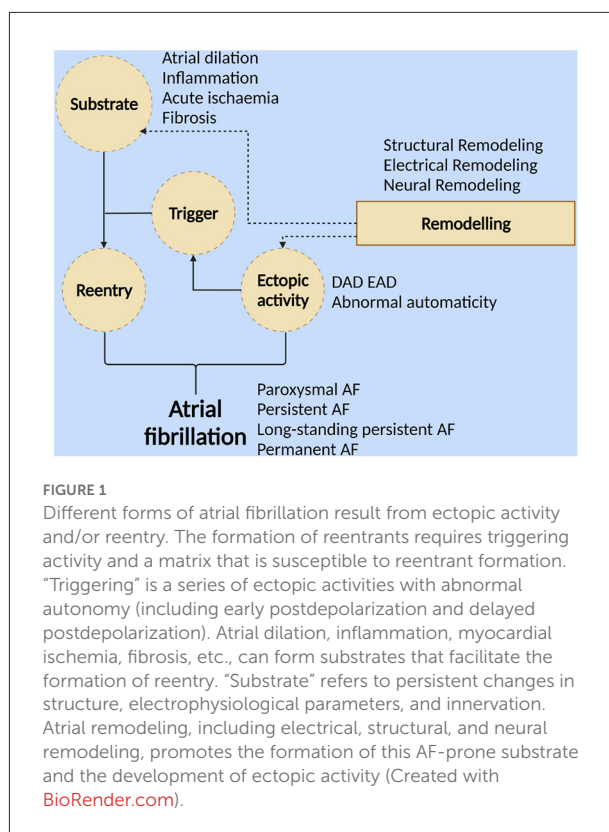 Atrial dilation
Inflammation
Acute ischaemia
Fibrosis
Substrate
Structural Remodeling
Electrical Remodeling
Neural Remodeling
Trigger
Remodelling
Reentry
Ectopic
activity
DAD EAD
Abnormal automaticity
Atrial
fibrillation
Paroxysmal AF
Persistent AF
Long-standing persistent AF
Permanent AF
FIGURE 1
Different forms of atrial fibrillation result from ectopic activity
and/or reentry. The formation of reentrants requires triggering
activity and a matrix that is susceptible to reentrant formation.
“Triggering” is a series of ectopic activities with abnormal
autonomy (including early postdepolarization and delayed
postdepolarization). Atrial dilation, inflammation, myocardial
ischemia, fibrosis, etc., can form substrates that facilitate the
formation of reentry. “Substrate” refers to persistent changes in
structure, electrophysiological parameters, and innervation.
Atrial remodeling, including electrical, structural, and neural
remodeling, promotes the formation of this AF-prone substrate
and the development of ectopic activity (Created with
BioRender.com).